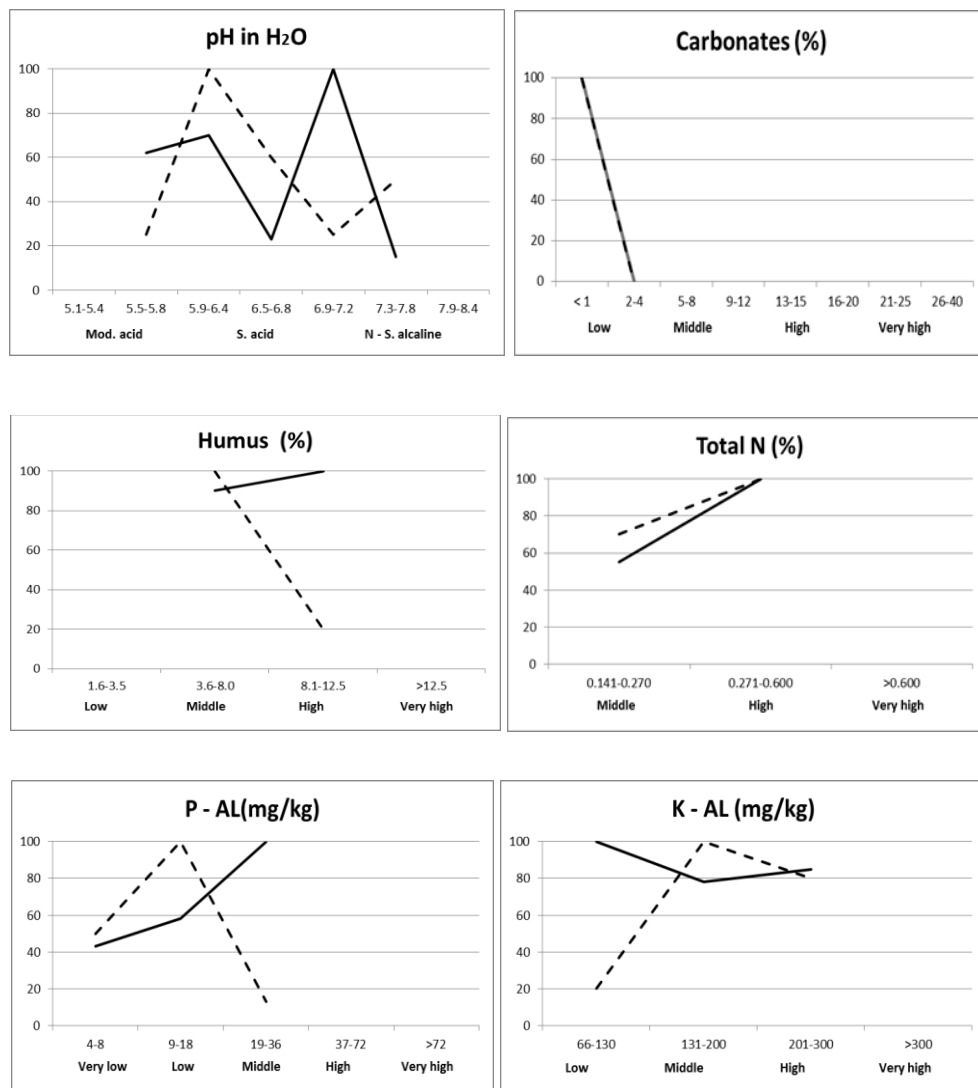 pH in H₂O
100
80
60
40
20
0
5.1-5.4 5.5-5.8 5.9-6.4 6.5-6.8 6.9-7.2 7.3-7.8 7.9-8.4
Mod. acid S. acid N - S. alcaline
Carbonates (%)
100
80
60
40
20
0
< 1 2-4 5-8 9-12 13-15 16-20 21-25 26-40
Low Middle High Very high
Humus (%)
100
80
60
40
20
0
1.6-3.5 3.6-8.0 8.1-12.5 >12.5
Low Middle High Very high
Total N (%)
100
80
60
40
20
0
0.141-0.270 0.271-0.600 >0.600
Middle High Very high
P - AL(mg/kg)
100
80
60
40
20
0
4-8 9-18 19-36 37-72 >72
Very low Low Middle High Very high
K - AL (mg/kg)
100
80
60
40
20
0
66-130 131-200 201-300 >300
Low Middle High Very high